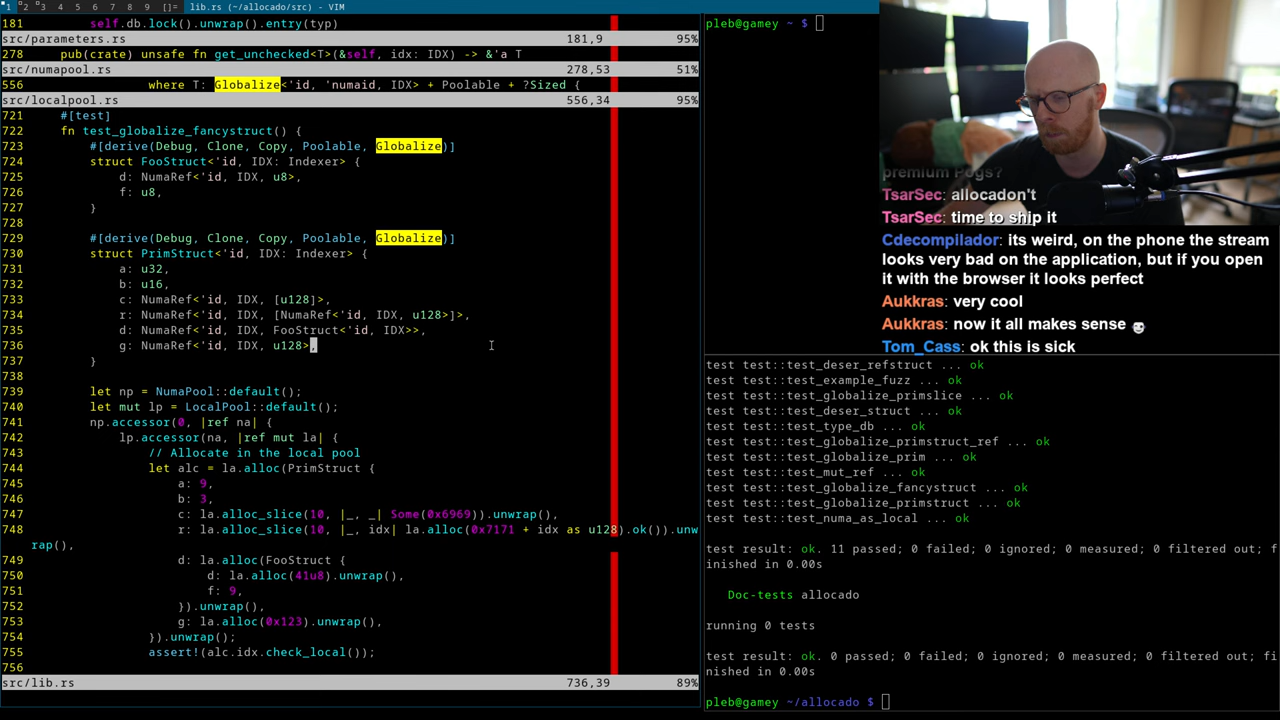 1 2 3 4 5 6 7 8 9 []= lib.rs (~/allocado/src) - VIM
181         self.db.lock().unwrap().entry(typ)
src/parameters.rs 181,9 95%
278     pub(crate) unsafe fn get_unchecked<T>(&self, idx: IDX) -> &'a T
src/numapool.rs 278,53 51%
556                 where T: Globalize<'id, 'numaid, IDX> + Poolable + ?Sized {
src/localpool.rs 556,34 95%
721     #[test]
722     fn test_globalize_fancystruct() {
723         #[derive(Debug, Clone, Copy, Poolable, Globalize)]
724         struct FooStruct<'id, IDX: Indexer> {
725             d: NumaRef<'id, IDX, u8>,
726             f: u8,
727         }
728
729         #[derive(Debug, Clone, Copy, Poolable, Globalize)]
730         struct PrimStruct<'id, IDX: Indexer> {
731             a: u32,
732             b: u16,
733             c: NumaRef<'id, IDX, [u128]>,
734             r: NumaRef<'id, IDX, [NumaRef<'id, IDX, u128>]>,
735             d: NumaRef<'id, IDX, FooStruct<'id, IDX>>,
736             g: NumaRef<'id, IDX, u128>,
737         }
738
739         let np = NumaPool::default();
740         let mut lp = LocalPool::default();
741         np.accessor(0, |ref na| {
742             lp.accessor(na, |ref mut la| {
743                 // Allocate in the local pool
744                 let alc = la.alloc(PrimStruct {
745                     a: 9,
746                     b: 3,
747                     c: la.alloc_slice(10, |_, _| Some(0x6969)).unwrap(),
748                     r: la.alloc_slice(10, |_, idx| la.alloc(0x7171 + idx as u128).ok()).unw
rap(),
749                     d: la.alloc(FooStruct {
750                         d: la.alloc(41u8).unwrap(),
751                         f: 9,
752                     }).unwrap(),
753                     g: la.alloc(0x123).unwrap(),
754                 }).unwrap();
755                 assert!(alc.idx.check_local());
756
src/lib.rs 736,39 89%
pleb@gamey ~ $
premium Pogs?
TsarSec: allocadon't
TsarSec: time to ship it
Cdecompilador: its weird, on the phone the stream
looks very bad on the application, but if you open
it with the browser it looks perfect
Aukkras: very cool
Aukkras: now it all makes sense
Tom_Cass: ok this is sick
test test::test_deser_refstruct ... ok
test test::test_example_fuzz ... ok
test test::test_globalize_primslice ... ok
test test::test_deser_struct ... ok
test test::test_type_db ... ok
test test::test_globalize_primstruct_ref ... ok
test test::test_globalize_prim ... ok
test test::test_mut_ref ... ok
test test::test_globalize_fancystruct ... ok
test test::test_globalize_primstruct ... ok
test test::test_numa_as_local ... ok
test result: ok. 11 passed; 0 failed; 0 ignored; 0 measured; 0 filtered out; f
inished in 0.00s
Doc-tests allocado
running 0 tests
test result: ok. 0 passed; 0 failed; 0 ignored; 0 measured; 0 filtered out; fi
nished in 0.00s
pleb@gamey ~/allocado $